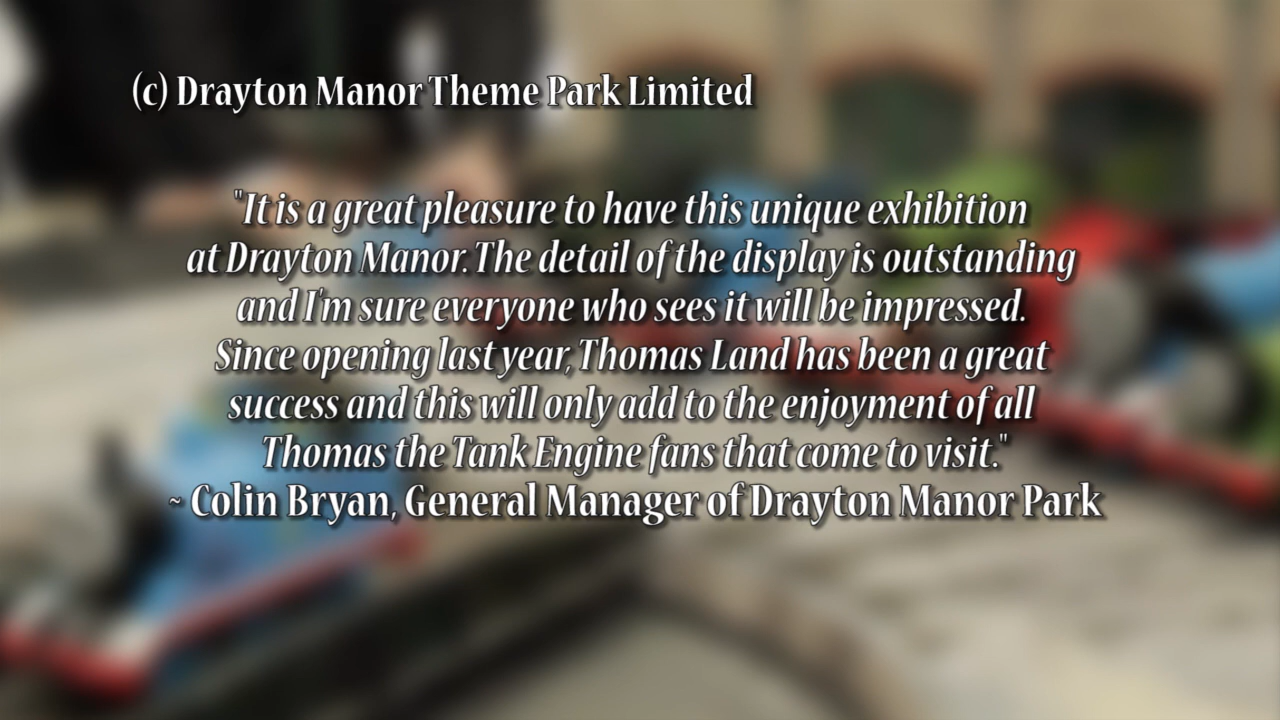 (c) Drayton Manor Theme Park Limited
"It is a great pleasure to have this unique exhibition
at Drayton Manor. The detail of the display is outstanding
and I'm sure everyone who sees it will be impressed.
Since opening last year, Thomas Land has been a great
success and this will only add to the enjoyment of all
Thomas the Tank Engine fans that come to visit."
~ Colin Bryan, General Manager of Drayton Manor Park